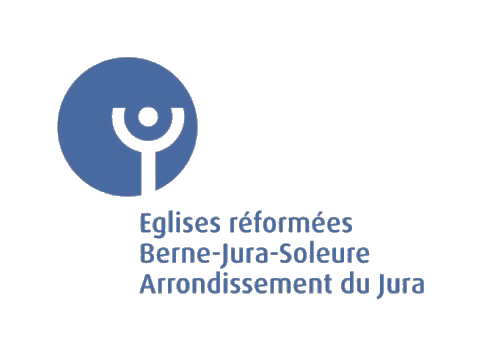 Eglises réformées
Berne-Jura-Soleure
Arrondissement du Jura